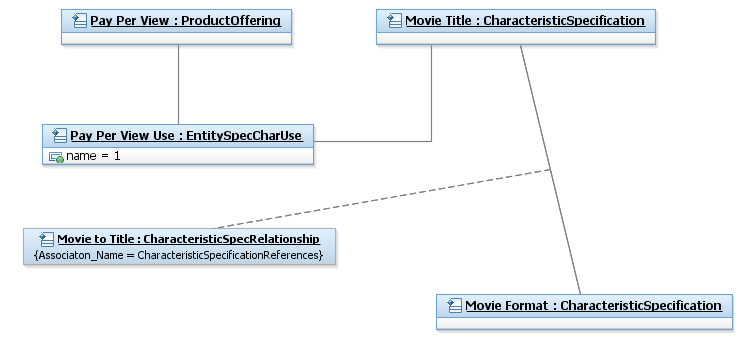 Pay Per View : ProductOffering
Movie Title : CharacteristicSpecification
Pay Per View Use : EntitySpecCharUse
name = 1
Movie to Title : CharacteristicSpecRelationship
{Associaton_Name = CharacteristicSpecificationReferences}
Movie Format : CharacteristicSpecification